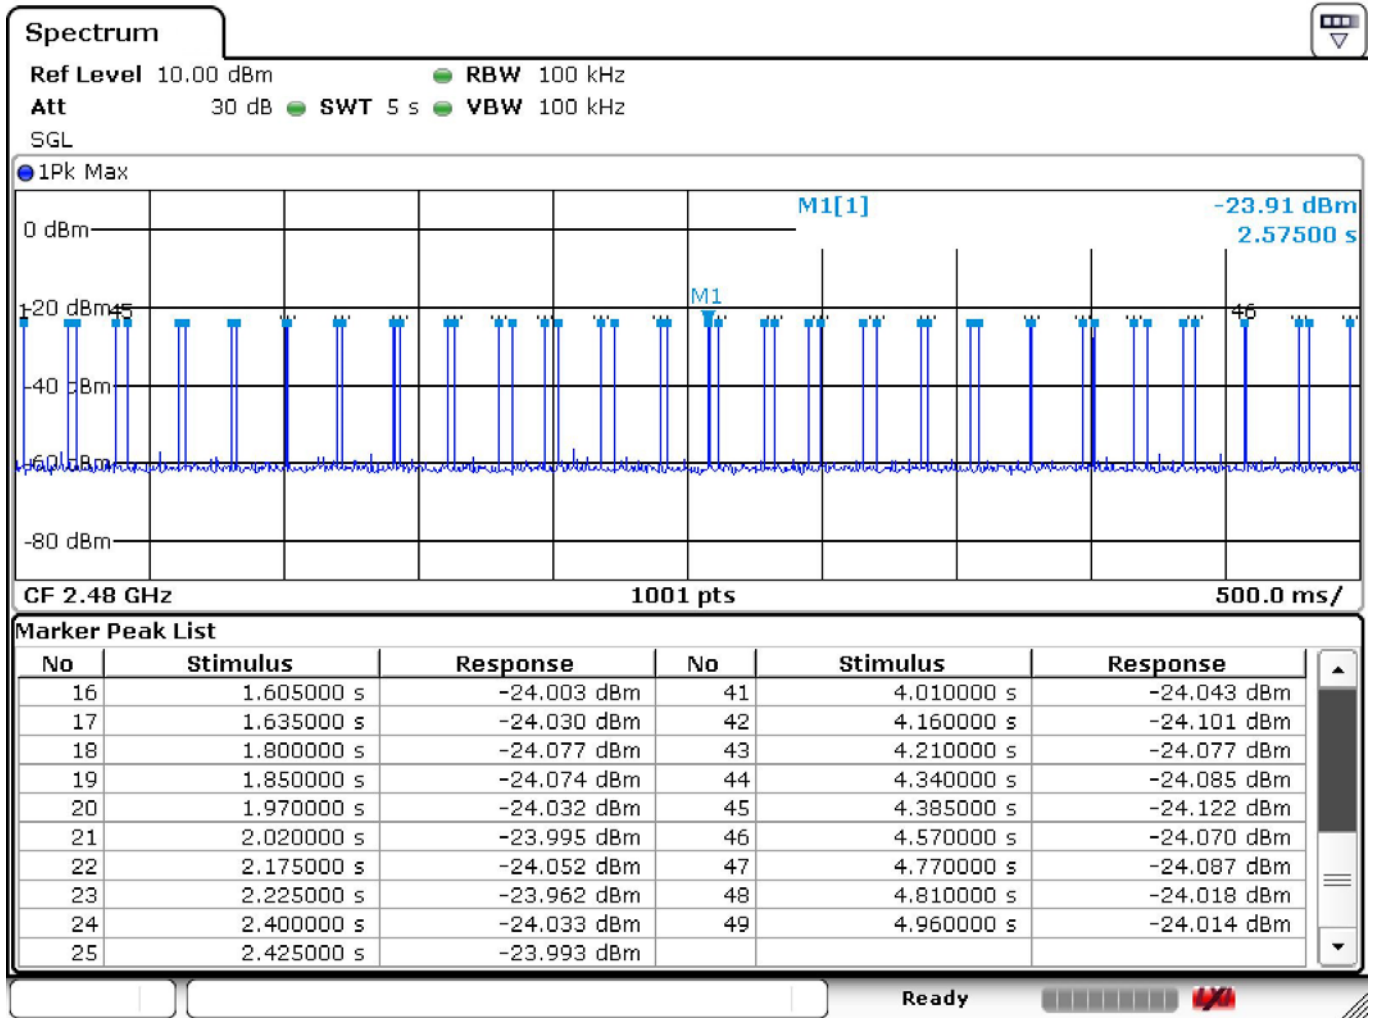 Spectrum
Ref Level 10.00 dBm RBW 100 kHz
Att 30 dB SWT 5 s VBW 100 kHz
SGL
1Pk Max
M1[1] -23.91 dBm
0 dBm 2.57500 s
M1
-20 dBm 45 46
-40 dBm
-60 dBm
-80 dBm
CF 2.48 GHz 1001 pts 500.0 ms/
Marker Peak List
No Stimulus Response No Stimulus Response
16 1.605000 s -24.003 dBm 41 4.010000 s -24.043 dBm
17 1.635000 s -24.030 dBm 42 4.160000 s -24.101 dBm
18 1.800000 s -24.077 dBm 43 4.210000 s -24.077 dBm
19 1.850000 s -24.074 dBm 44 4.340000 s -24.085 dBm
20 1.970000 s -24.032 dBm 45 4.385000 s -24.122 dBm
21 2.020000 s -23.995 dBm 46 4.570000 s -24.070 dBm
22 2.175000 s -24.052 dBm 47 4.770000 s -24.087 dBm
23 2.225000 s -23.962 dBm 48 4.810000 s -24.018 dBm
24 2.400000 s -24.033 dBm 49 4.960000 s -24.014 dBm
25 2.425000 s -23.993 dBm
Ready LXI